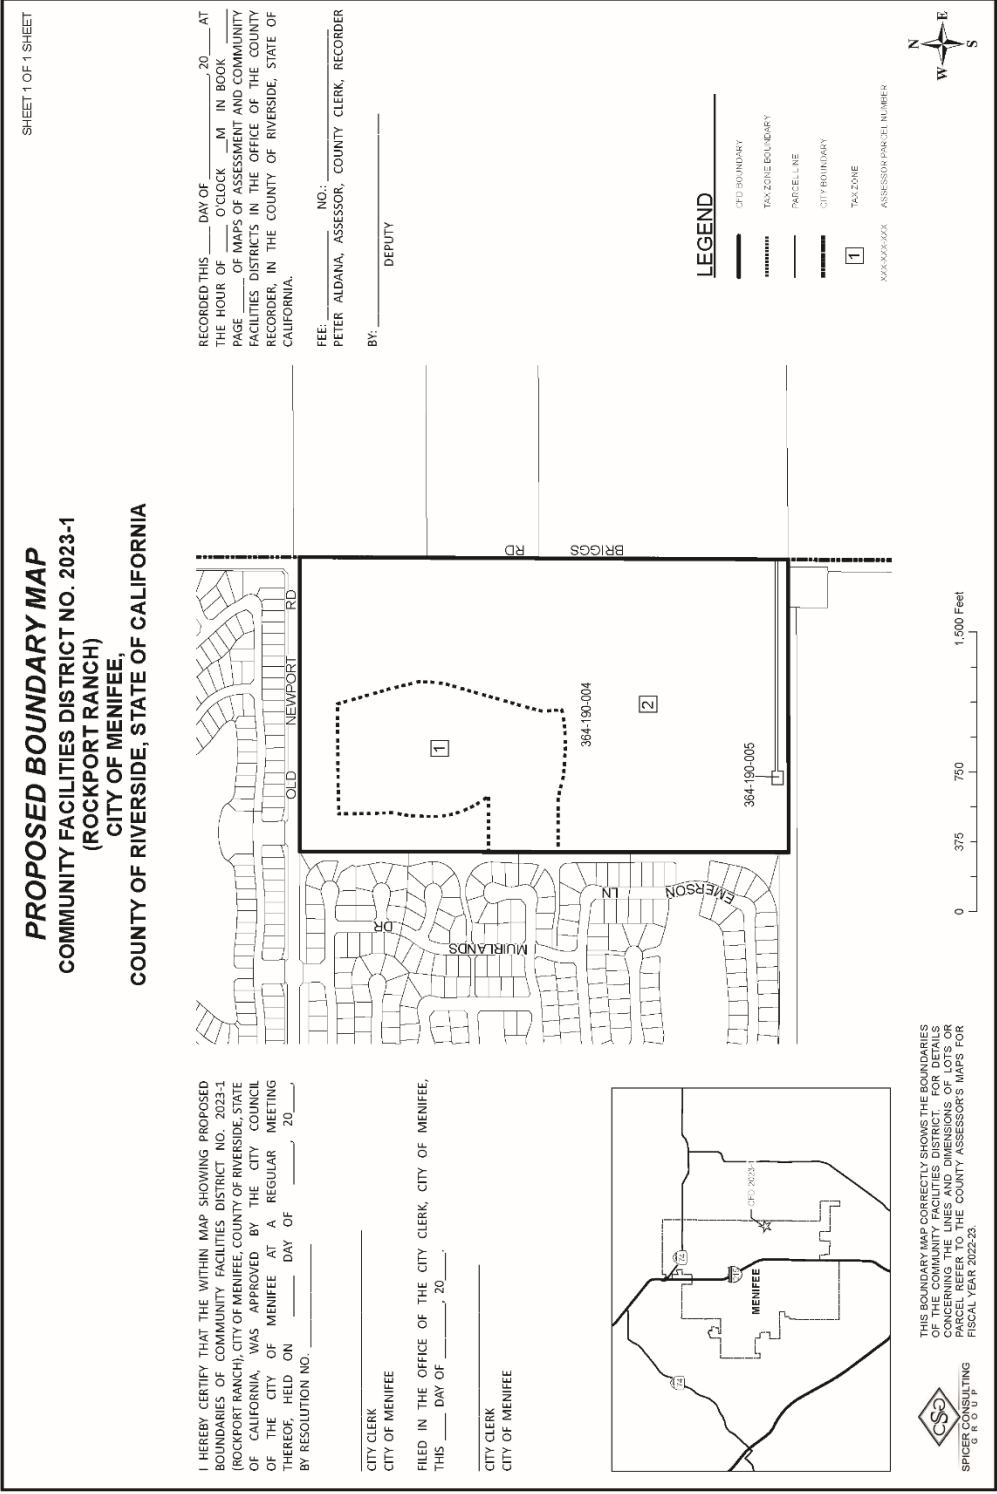 SHEET 1 OF 1 SHEET
PROPOSED BOUNDARY MAP
COMMUNITY FACILITIES DISTRICT NO. 2023-1
(ROCKPORT RANCH)
CITY OF MENIFEE,
COUNTY OF RIVERSIDE, STATE OF CALIFORNIA
I HEREBY CERTIFY THAT THE WITHIN MAP SHOWING PROPOSED
BOUNDARIES OF COMMUNITY FACILITIES DISTRICT NO. 2023-1
(ROCKPORT RANCH), CITY OF MENIFEE, COUNTY OF RIVERSIDE, STATE
OF CALIFORNIA, WAS APPROVED BY THE CITY COUNCIL
OF THE CITY OF MENIFEE AT A REGULAR MEETING
THEREOF, HELD ON ______ DAY OF ________, 20___,
BY RESOLUTION NO. __________
CITY CLERK
CITY OF MENIFEE
FILED IN THE OFFICE OF THE CITY CLERK, CITY OF MENIFEE,
THIS ____ DAY OF ________, 20___.
CITY CLERK
CITY OF MENIFEE
RECORDED THIS ____ DAY OF __________, 20___ AT
THE HOUR OF ____ O'CLOCK __M IN BOOK ____
PAGE ____ OF MAPS OF ASSESSMENT AND COMMUNITY
FACILITIES DISTRICTS IN THE OFFICE OF THE COUNTY
RECORDER, IN THE COUNTY OF RIVERSIDE, STATE OF
CALIFORNIA.
FEE: __________ NO.: __________
PETER ALDANA, ASSESSOR, COUNTY CLERK, RECORDER
BY: ____________________
DEPUTY
OLD NEWPORT RD
BRIGGS RD
MUIRLANDS DR
EMERSON LN
1
364-190-004
2
364-190-005
LEGEND
CFD BOUNDARY
TAX ZONE BOUNDARY
PARCEL LINE
CITY BOUNDARY
1 TAX ZONE
XXX-XXX-XXX ASSESSOR PARCEL NUMBER
N
E
S
W
0 375 750 1,500 Feet
CFD 2023-1
74
74
215
MENIFEE
THIS BOUNDARY MAP CORRECTLY SHOWS THE BOUNDARIES
OF THE COMMUNITY FACILITIES DISTRICT. FOR DETAILS
CONCERNING THE LINES AND DIMENSIONS OF LOTS OR
PARCEL REFER TO THE COUNTY ASSESSOR'S MAPS FOR
FISCAL YEAR 2022-23.
CSG
SPICER CONSULTING
GROUP